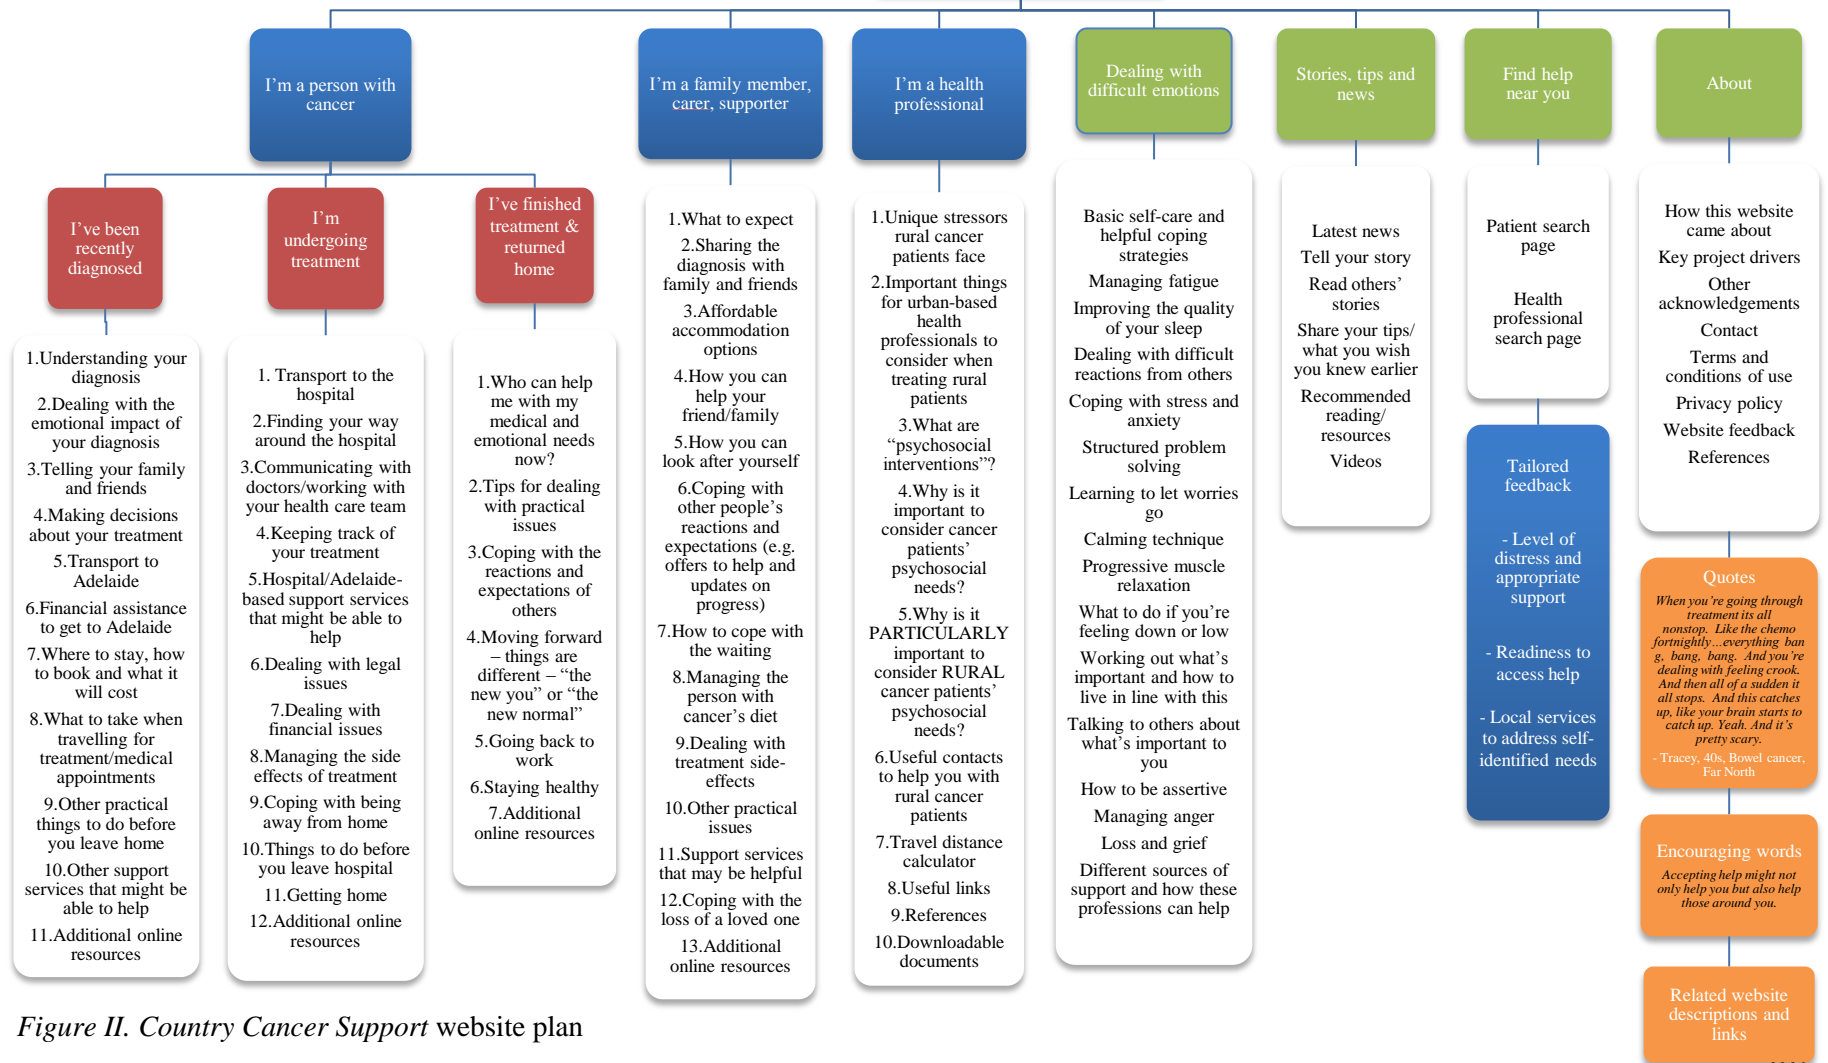 I'm a person with
cancer
I'm a family member,
carer, supporter
I'm a health
professional
Dealing with
difficult emotions
Stories, tips and
news
Find help
near you
About
I've been
recently
diagnosed
I'm
undergoing
treatment
I've finished
treatment &
returned
home
1.Understanding your
diagnosis
2.Dealing with the
emotional impact of
your diagnosis
3.Telling your family
and friends
4.Making decisions
about your treatment
5.Transport to
Adelaide
6.Financial assistance
to get to Adelaide
7.Where to stay, how
to book and what it
will cost
8.What to take when
travelling for
treatment/medical
appointments
9.Other practical
things to do before
you leave home
10.Other support
services that might be
able to help
11.Additional online
resources
1. Transport to the
hospital
2.Finding your way
around the hospital
3.Communicating with
doctors/working with
your health care team
4.Keeping track of
your treatment
5.Hospital/Adelaide-
based support services
that might be able to
help
6.Dealing with legal
issues
7.Dealing with
financial issues
8.Managing the side
effects of treatment
9.Coping with being
away from home
10.Things to do before
you leave hospital
11.Getting home
12.Additional online
resources
1.Who can help
me with my
medical and
emotional needs
now?
2.Tips for dealing
with practical
issues
3.Coping with the
reactions and
expectations of
others
4.Moving forward
– things are
different – “the
new you” or “the
new normal”
5.Going back to
work
6.Staying healthy
7.Additional
online resources
1.What to expect
2.Sharing the
diagnosis with
family and friends
3.Affordable
accommodation
options
4.How you can
help your
friend/family
5.How you can
look after yourself
6.Coping with
other people's
reactions and
expectations (e.g.
offers to help and
updates on
progress)
7.How to cope with
the waiting
8.Managing the
person with
cancer's diet
9.Dealing with
treatment side-
effects
10.Other practical
issues
11.Support services
that may be helpful
12.Coping with the
loss of a loved one
13.Additional
online resources
1.Unique stressors
rural cancer
patients face
2.Important things
for urban-based
health
professionals to
consider when
treating rural
patients
3.What are
“psychosocial
interventions”?
4.Why is it
important to
consider cancer
patients'
psychosocial
needs?
5.Why is it
PARTICULARLY
important to
consider RURAL
cancer patients'
psychosocial
needs?
6.Useful contacts
to help you with
rural cancer
patients
7.Travel distance
calculator
8.Useful links
9.References
10.Downloadable
documents
Basic self-care and
helpful coping
strategies
Managing fatigue
Improving the quality
of your sleep
Dealing with difficult
reactions from others
Coping with stress and
anxiety
Structured problem
solving
Learning to let worries
go
Calming technique
Progressive muscle
relaxation
What to do if you're
feeling down or low
Working out what's
important and how to
live in line with this
Talking to others about
what's important to
you
How to be assertive
Managing anger
Loss and grief
Different sources of
support and how these
professions can help
Latest news
Tell your story
Read others'
stories
Share your tips/
what you wish
you knew earlier
Recommended
reading/
resources
Videos
Patient search
page
Health
professional
search page
Tailored
feedback
- Level of
distress and
appropriate
support
- Readiness to
access help
- Local services
to address self-
identified needs
How this website
came about
Key project drivers
Other
acknowledgements
Contact
Terms and
conditions of use
Privacy policy
Website feedback
References
Quotes
When you're going through
treatment its all
nonstop. Like the chemo
fortnightly…everything ban
g, bang, bang. And you're
dealing with feeling crook.
And then all of a sudden it
all stops. And this catches
up, like your brain starts to
catch up. Yeah. And it's
pretty scary.
- Tracey, 40s, Bowel cancer,
Far North
Encouraging words
Accepting help might not
only help you but also help
those around you.
Related website
descriptions and
links
Figure II. Country Cancer Support website plan